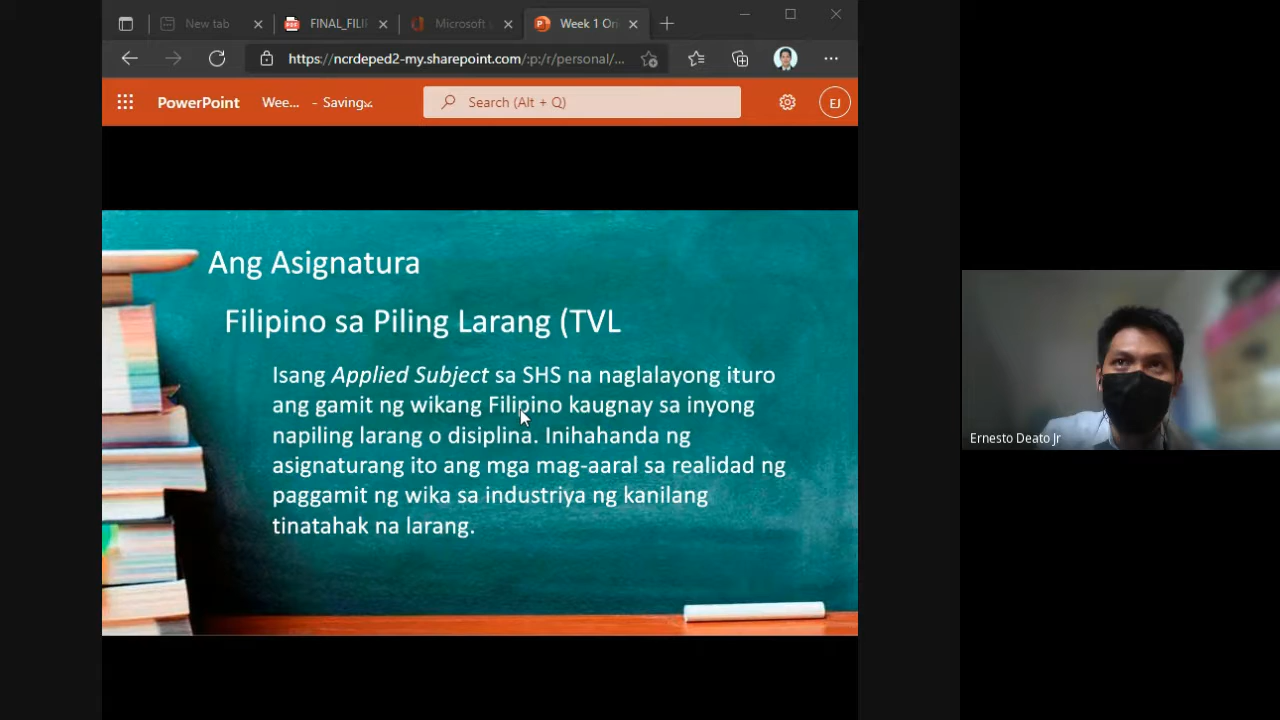 New tab
FINAL_FILI
Microsoft
Week 1 Ori
https://ncrdeped2-my.sharepoint.com/:p:/r/personal/...
PowerPoint
Wee...
- Saving...
Search (Alt + Q)
EJ
Ang Asignatura
Filipino sa Piling Larang (TVL
Isang Applied Subject sa SHS na naglalayong ituro
ang gamit ng wikang Filipino kaugnay sa inyong
napiling larang o disiplina. Inihahanda ng
asignaturang ito ang mga mag-aaral sa realidad ng
paggamit ng wika sa industriya ng kanilang
tinatahak na larang.
Ernesto Deato Jr